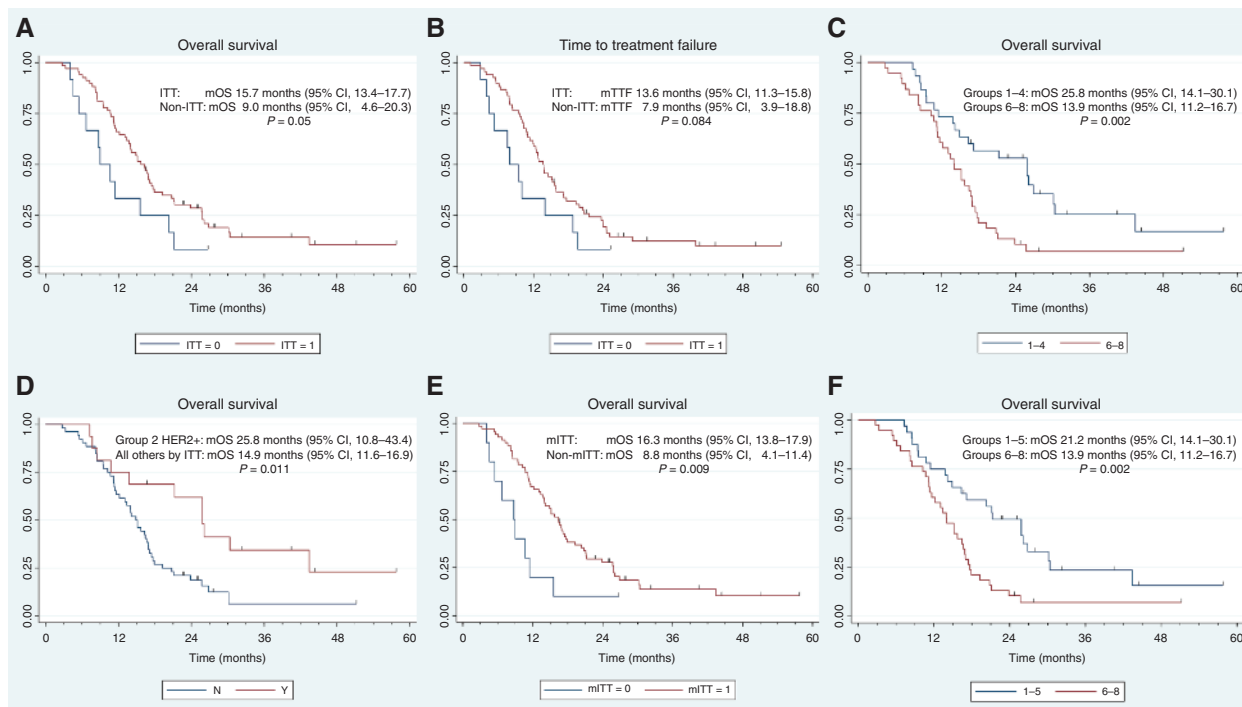 A
Overall survival
ITT: mOS 15.7 months (95% CI, 13.4–17.7)
Non-ITT: mOS 9.0 months (95% CI, 4.6–20.3)
P = 0.05
1.00
0.75
0.50
0.25
0.00
0 12 24 36 48 60
Time (months)
ITT = 0 ITT = 1
B
Time to treatment failure
ITT: mTTF 13.6 months (95% CI, 11.3–15.8)
Non-ITT: mTTF 7.9 months (95% CI, 3.9–18.8)
P = 0.084
1.00
0.75
0.50
0.25
0.00
0 12 24 36 48 60
Time (months)
ITT = 0 ITT = 1
C
Overall survival
Groups 1–4: mOS 25.8 months (95% CI, 14.1–30.1)
Groups 6–8: mOS 13.9 months (95% CI, 11.2–16.7)
P = 0.002
1.00
0.75
0.50
0.25
0.00
0 12 24 36 48 60
Time (months)
1–4 6–8
D
Overall survival
Group 2 HER2+: mOS 25.8 months (95% CI, 10.8–43.4)
All others by ITT: mOS 14.9 months (95% CI, 11.6–16.9)
P = 0.011
1.00
0.75
0.50
0.25
0.00
0 12 24 36 48 60
Time (months)
N Y
E
Overall survival
mITT: mOS 16.3 months (95% CI, 13.8–17.9)
Non-mITT: mOS 8.8 months (95% CI, 4.1–11.4)
P = 0.009
1.00
0.75
0.50
0.25
0.00
0 12 24 36 48 60
Time (months)
mITT = 0 mITT = 1
F
Overall survival
Groups 1–5: mOS 21.2 months (95% CI, 14.1–30.1)
Groups 6–8: mOS 13.9 months (95% CI, 11.2–16.7)
P = 0.002
1.00
0.75
0.50
0.25
0.00
0 12 24 36 48 60
Time (months)
1–5 6–8